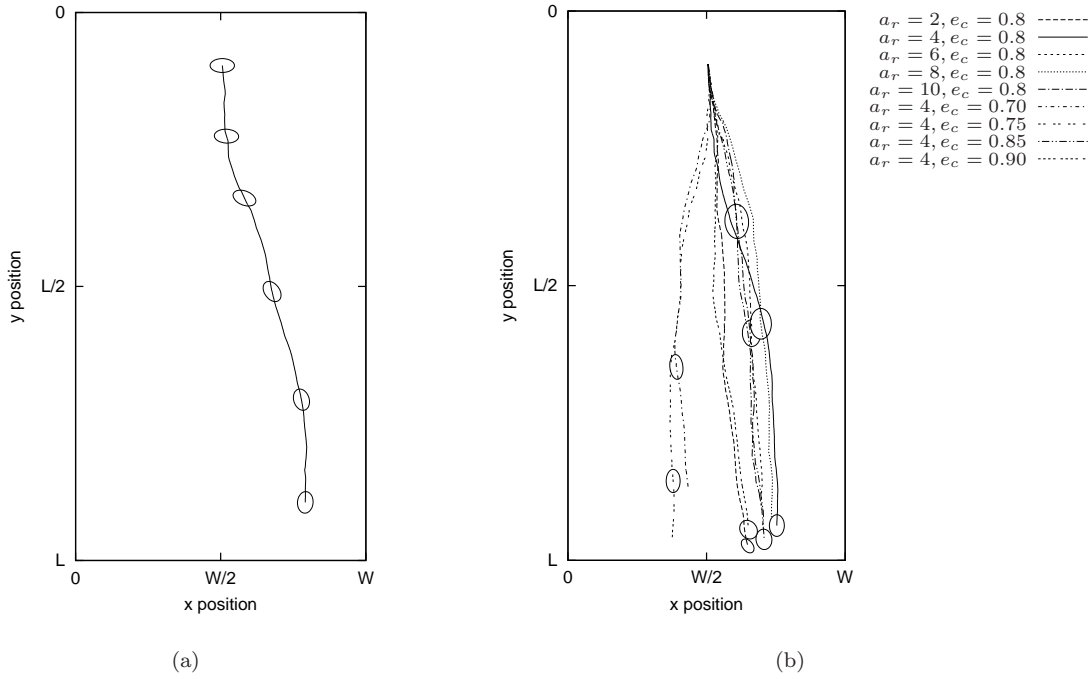 0
L/2
L
0
W/2
W
y position
x position
(a)
0
L/2
L
0
W/2
W
y position
x position
(b)
a_r = 2, e_c = 0.8
a_r = 4, e_c = 0.8
a_r = 6, e_c = 0.8
a_r = 8, e_c = 0.8
a_r = 10, e_c = 0.8
a_r = 4, e_c = 0.70
a_r = 4, e_c = 0.75
a_r = 4, e_c = 0.85
a_r = 4, e_c = 0.90